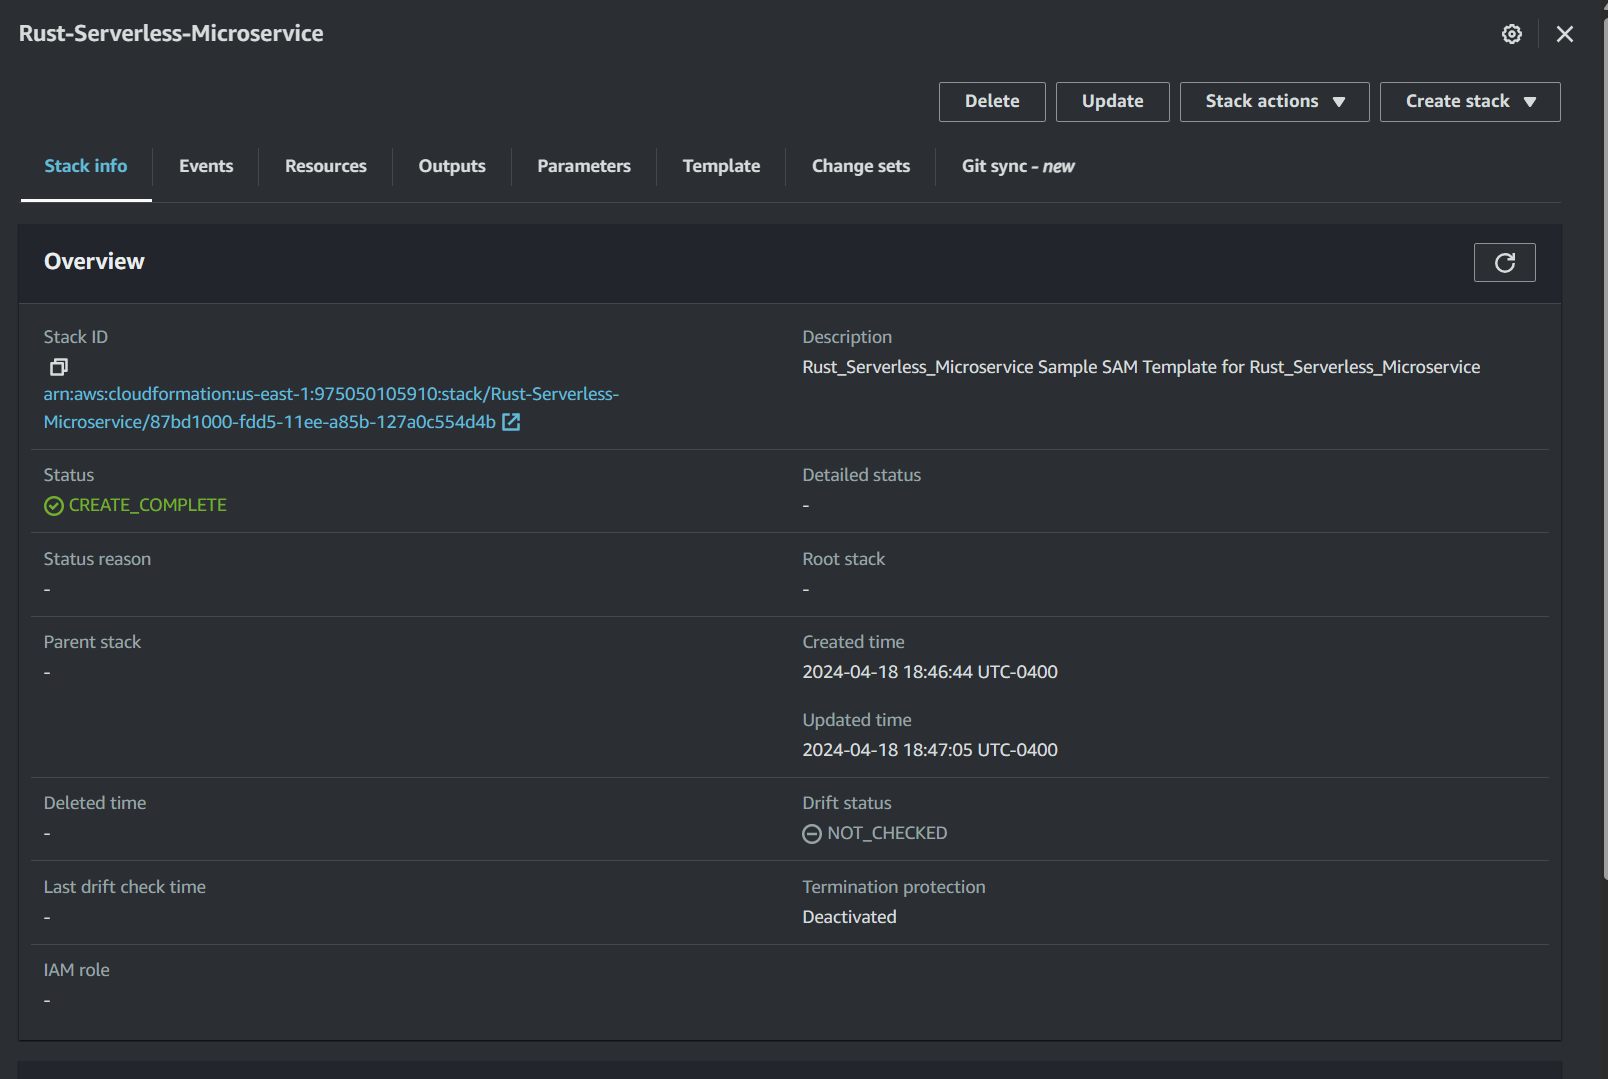 Rust-Serverless-Microservice
Delete
Update
Stack actions
Create stack
Stack info
Events
Resources
Outputs
Parameters
Template
Change sets
Git sync - new
Overview
Stack ID
arn:aws:cloudformation:us-east-1:975050105910:stack/Rust-Serverless-
Microservice/87bd1000-fdd5-11ee-a85b-127a0c554d4b
Description
Rust_Serverless_Microservice Sample SAM Template for Rust_Serverless_Microservice
Status
CREATE_COMPLETE
Detailed status
-
Status reason
-
Root stack
-
Parent stack
-
Created time
2024-04-18 18:46:44 UTC-0400
Updated time
2024-04-18 18:47:05 UTC-0400
Deleted time
-
Drift status
NOT_CHECKED
Last drift check time
-
Termination protection
Deactivated
IAM role
-